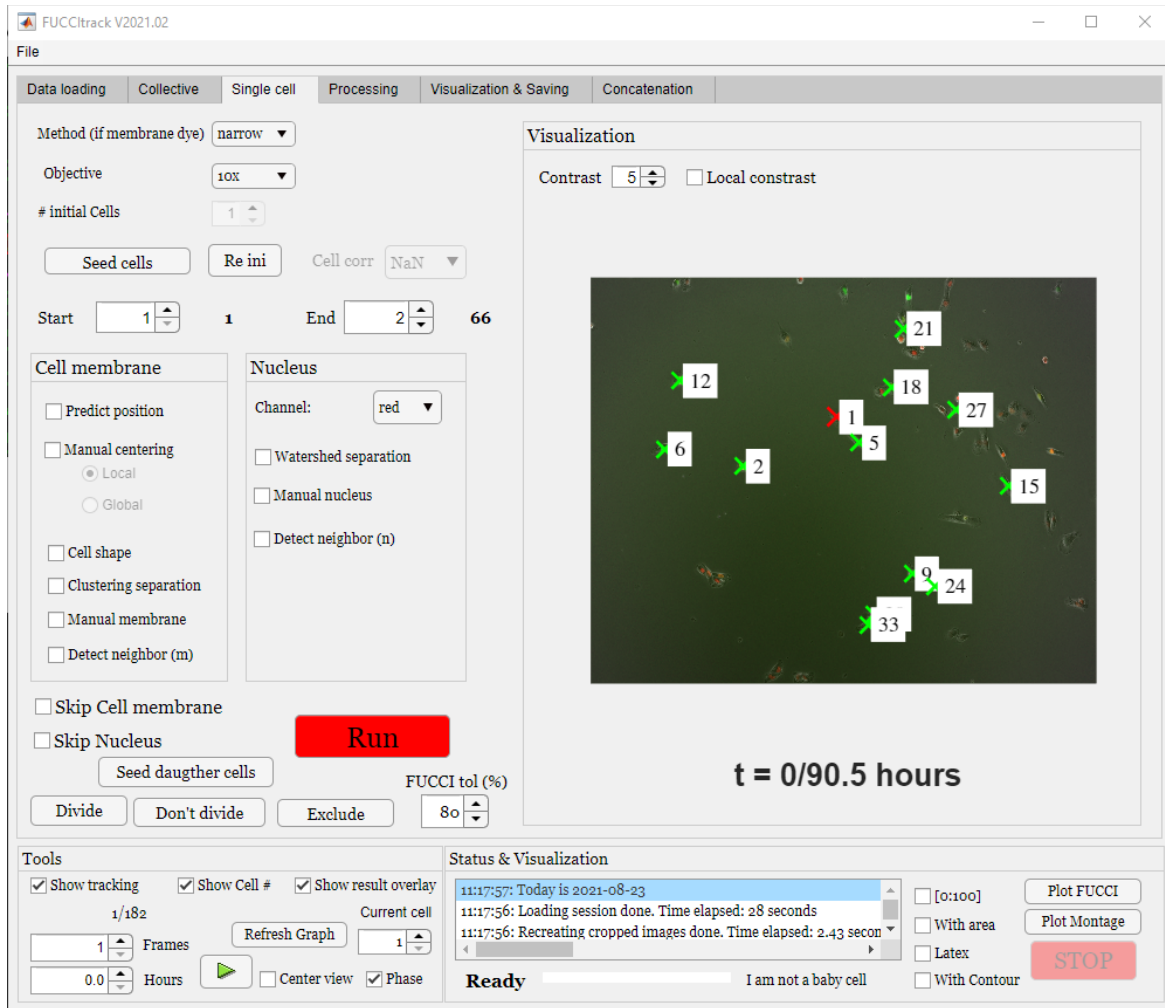 FUCCItrack V2021.02
File
Data loading Collective Single cell Processing Visualization & Saving Concatenation
Method (if membrane dye) narrow
Objective 10x
# initial Cells 1
Seed cells Re ini Cell corr NaN
Start 1 1 End 2 66
Cell membrane
Predict position
Manual centering
Local
Global
Cell shape
Clustering separation
Manual membrane
Detect neighbor (m)
Nucleus
Channel: red
Watershed separation
Manual nucleus
Detect neighbor (n)
Skip Cell membrane
Skip Nucleus
Run
Seed daugther cells
FUCCI tol (%)
Divide Don't divide Exclude 80
Visualization
Contrast 5 Local constrast
21
12
18
27
1
5
6
2
15
9
24
33
t = 0/90.5 hours
Tools
Show tracking Show Cell # Show result overlay
1/182 Current cell
1 Frames Refresh Graph 1
0.0 Hours Center view Phase
Status & Visualization
11:17:57: Today is 2021-08-23
11:17:56: Loading session done. Time elapsed: 28 seconds
11:17:56: Recreating cropped images done. Time elapsed: 2.43 secon
Ready I am not a baby cell
[0:100] Plot FUCCI
With area Plot Montage
Latex
With Contour STOP